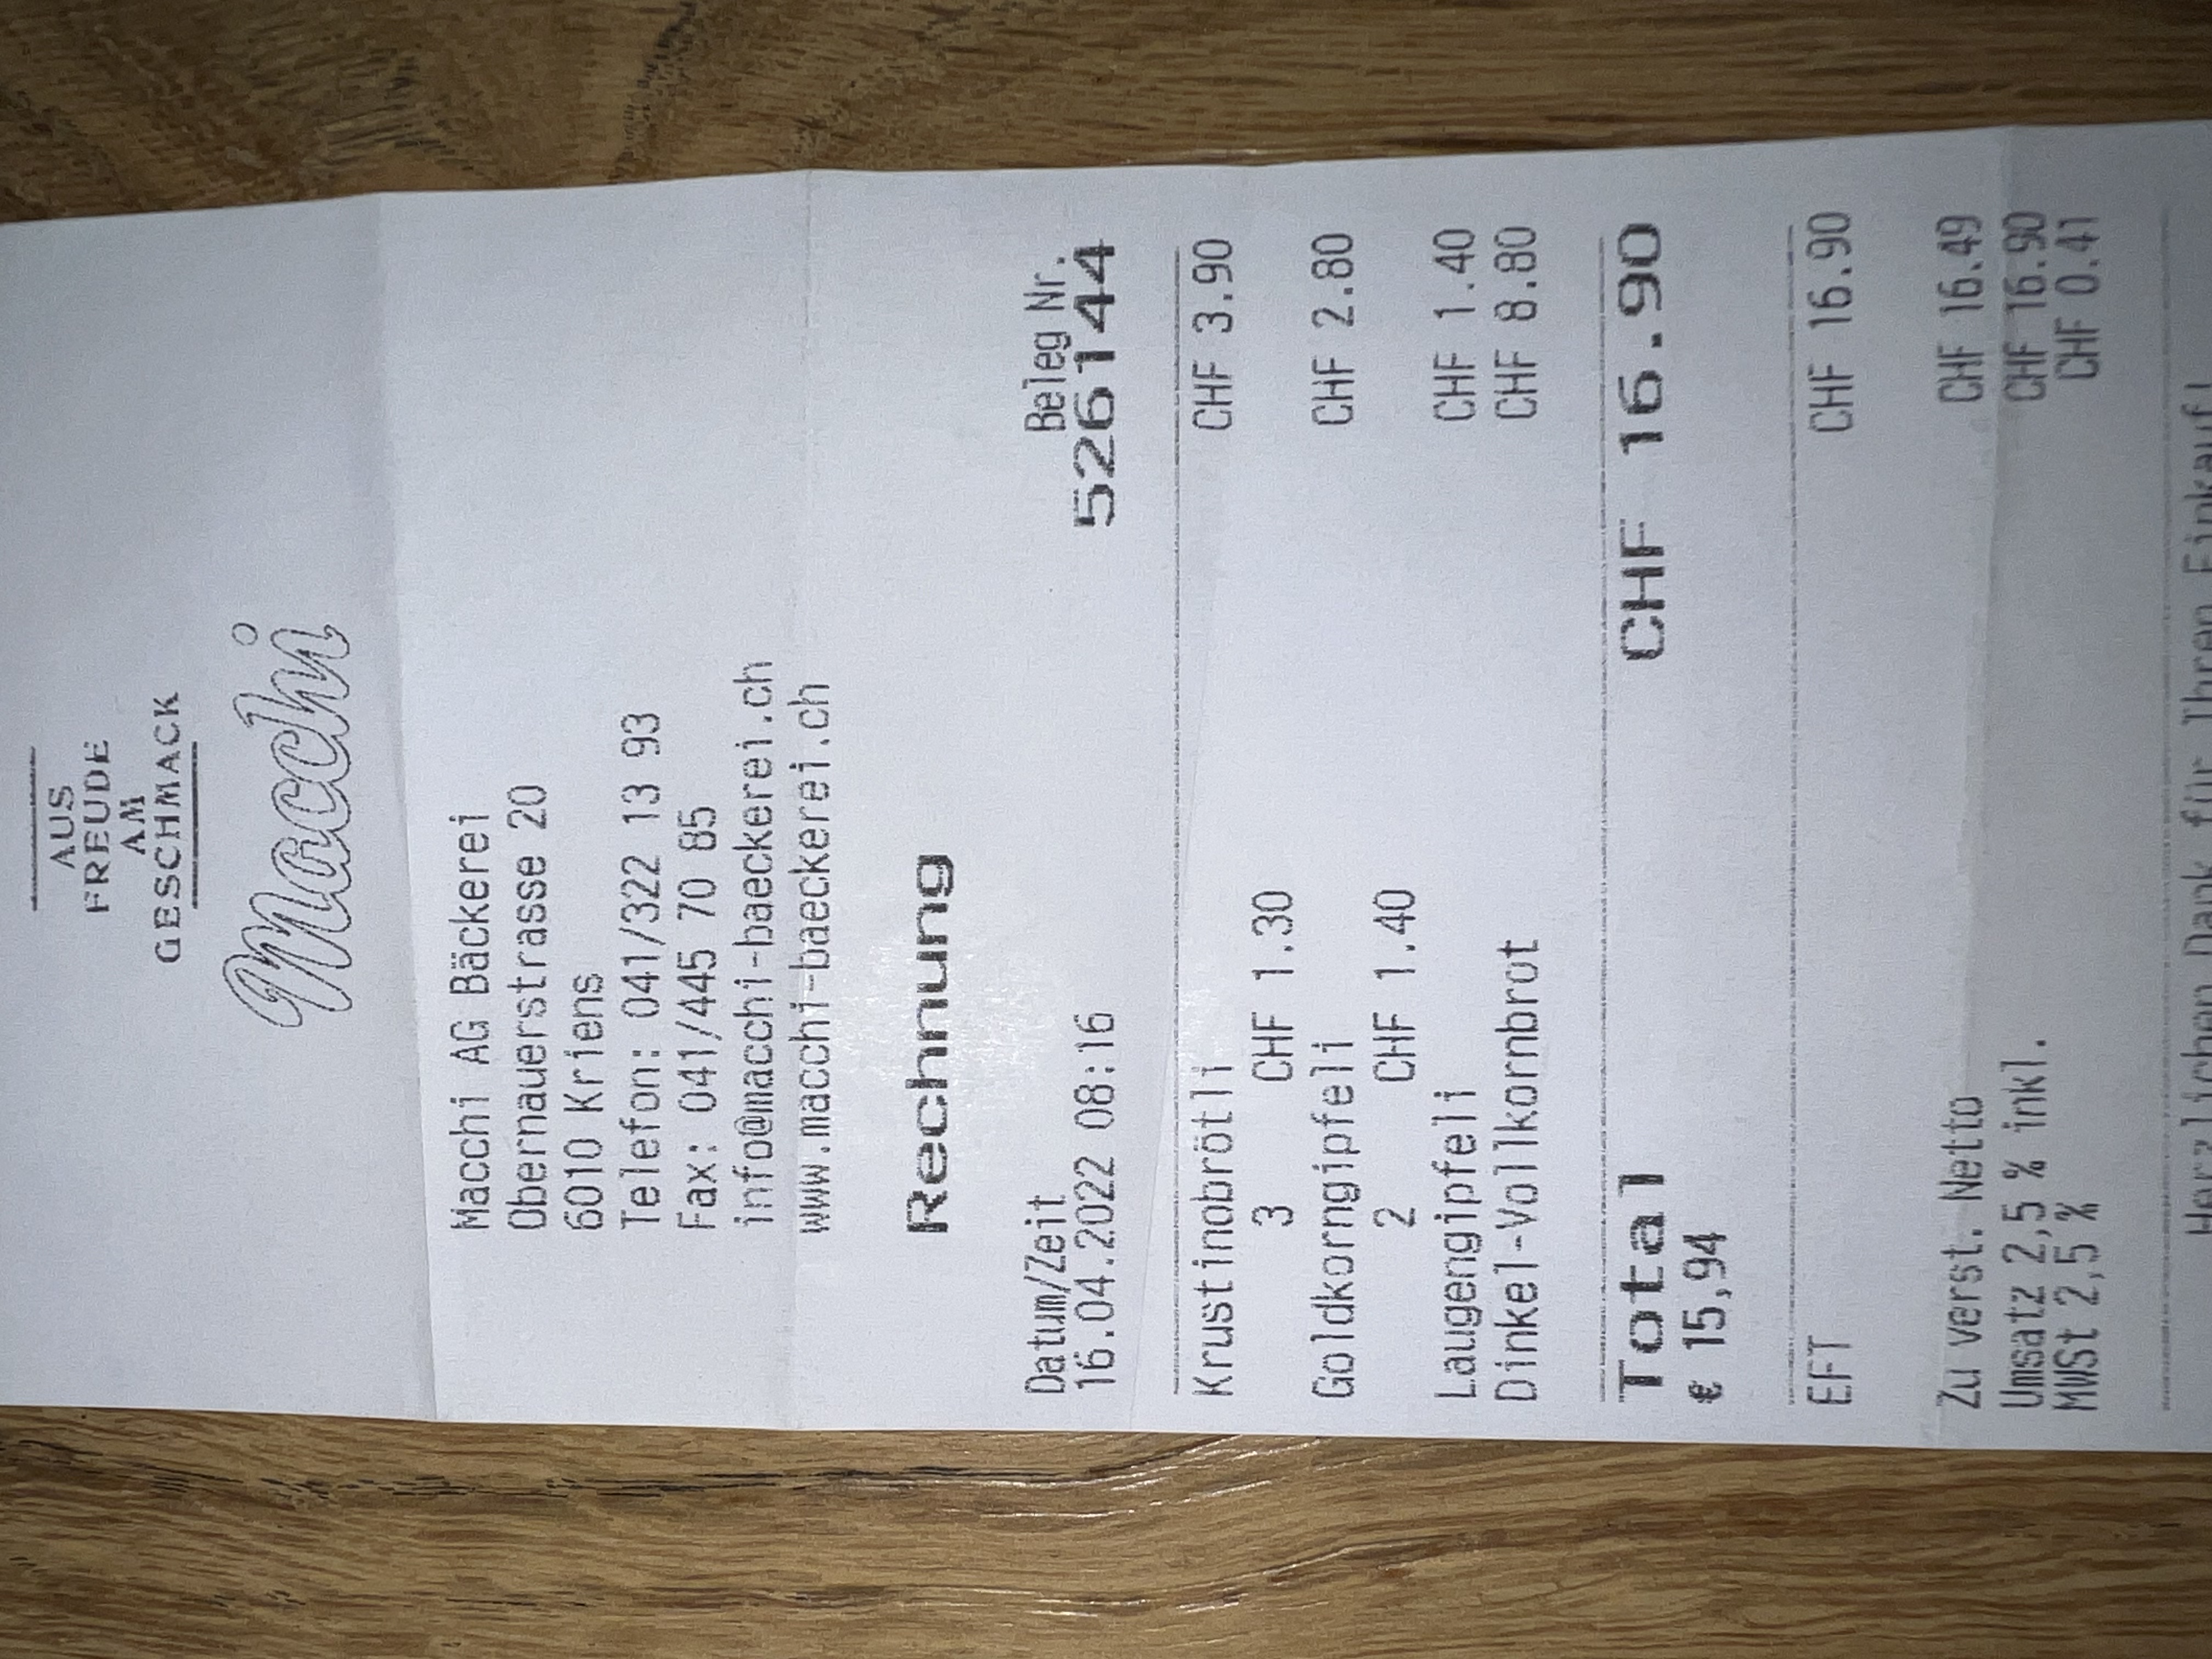 AUS
FREUDE
AM
GESCHMACK
Macchi
Macchi AG Bäckerei
Obernauerstrasse 20
6010 Kriens
Telefon: 041/322 13 93
Fax: 041/445 70 85
info@macchi-baeckerei.ch
www.macchi-baeckerei.ch
Rechnung
Datum/Zeit Beleg Nr.
16.04.2022 08:16 526144
Krustinobrötli CHF 3.90
3 CHF 1.30
Goldkorngipfeli CHF 2.80
2 CHF 1.40
Laugengipfeli CHF 1.40
Dinkel-Vollkornbrot CHF 8.80
Total CHF 16.90
€ 15,94
EFT CHF 16.90
Zu verst. Netto CHF 16.49
Umsatz 2,5 % inkl. CHF 16.90
MWSt 2,5 % CHF 0.41
Herzlichen Dank für Ihren Einkauf!